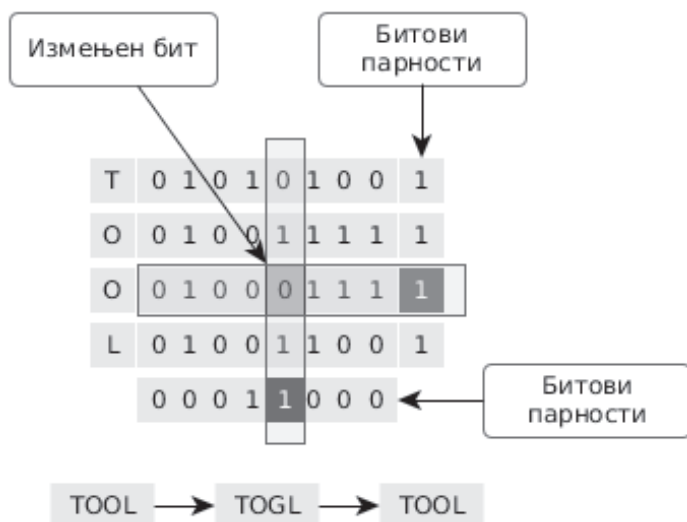 Измењен бит
Битови
парности
T 0 1 0 1 0 1 0 0 1
O 0 1 0 0 1 1 1 1 1
O 0 1 0 0 0 1 1 1 1
L 0 1 0 0 1 1 0 0 1
0 0 0 1 1 0 0 0
Битови
парности
TOOL TOGL TOOL